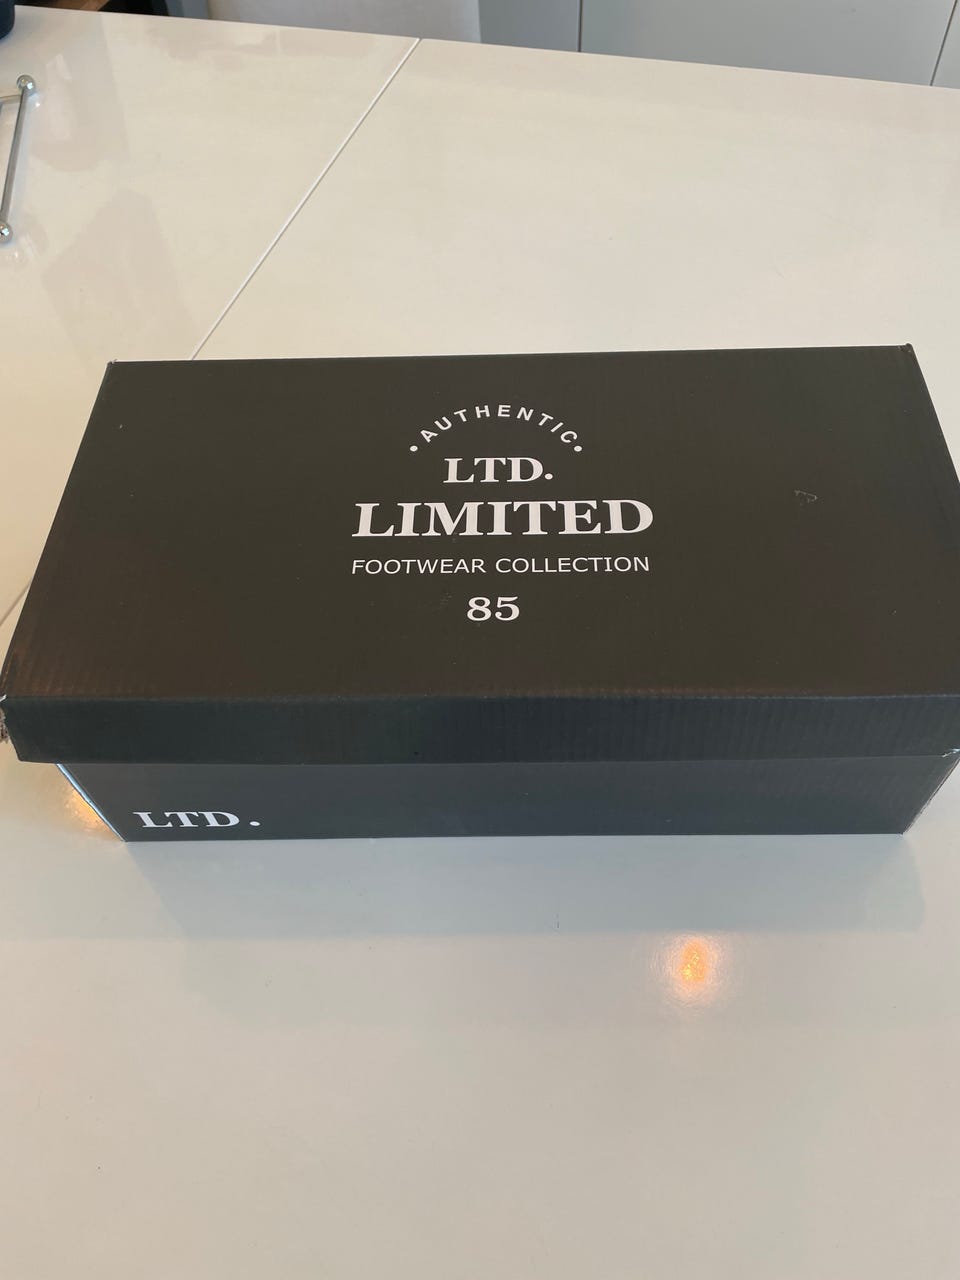 • AUTHENTIC •
LTD.
LIMITED
FOOTWEAR COLLECTION
85
LTD.